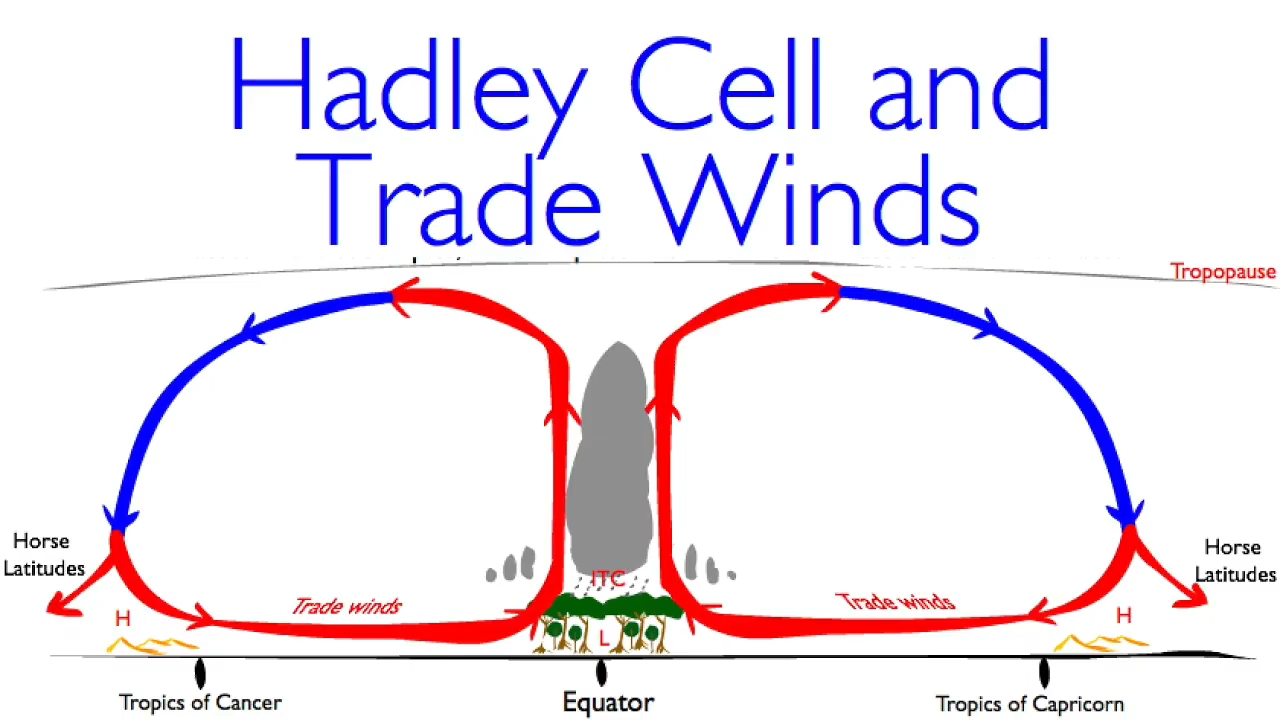 Hadley Cell and
Trade Winds
Tropopause
Horse
Latitudes
Horse
Latitudes
ITC
Trade winds
Trade winds
H
H
L
Tropics of Cancer
Equator
Tropics of Capricorn